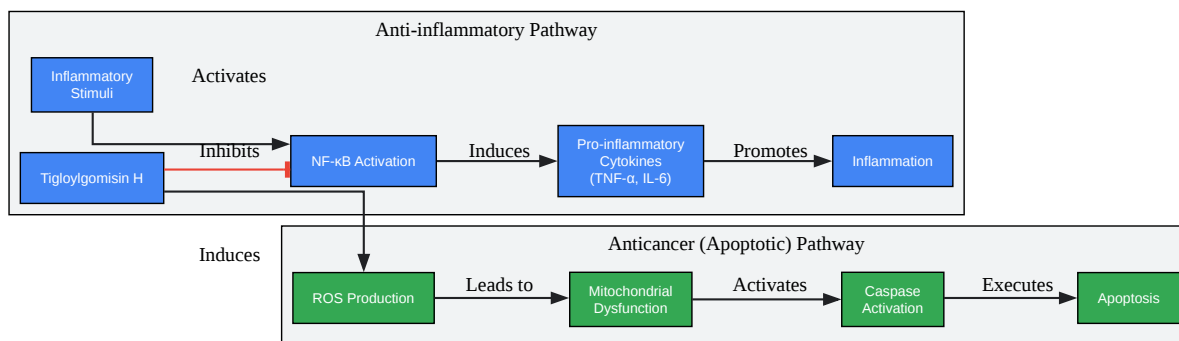 Anti-inflammatory Pathway
Inflammatory
Stimuli
Activates
Inhibits
Tigloylgomisin H
NF-κB Activation
Induces
Pro-inflammatory
Cytokines
(TNF-α, IL-6)
Promotes
Inflammation
Induces
Anticancer (Apoptotic) Pathway
ROS Production
Leads to
Mitochondrial
Dysfunction
Activates
Caspase
Activation
Executes
Apoptosis